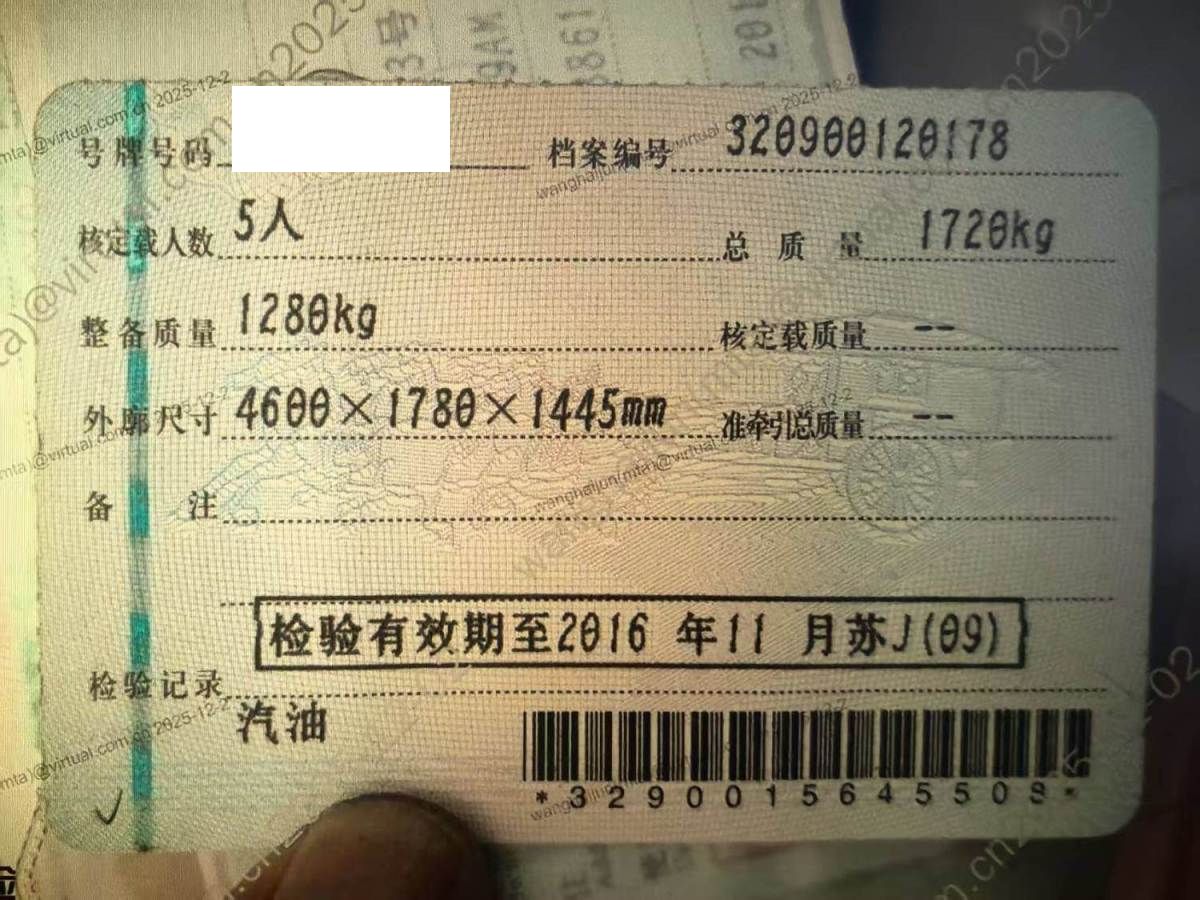 号牌号码
档案编号 320900120178
核定载人数 5人
总质量 1720kg
整备质量 1280kg
核定载质量 --
外廓尺寸 4600×1780×1445mm
准牵引总质量 --
备注
检验有效期至2016 年11 月苏J(09)
检验记录
汽油
*3290015645509*